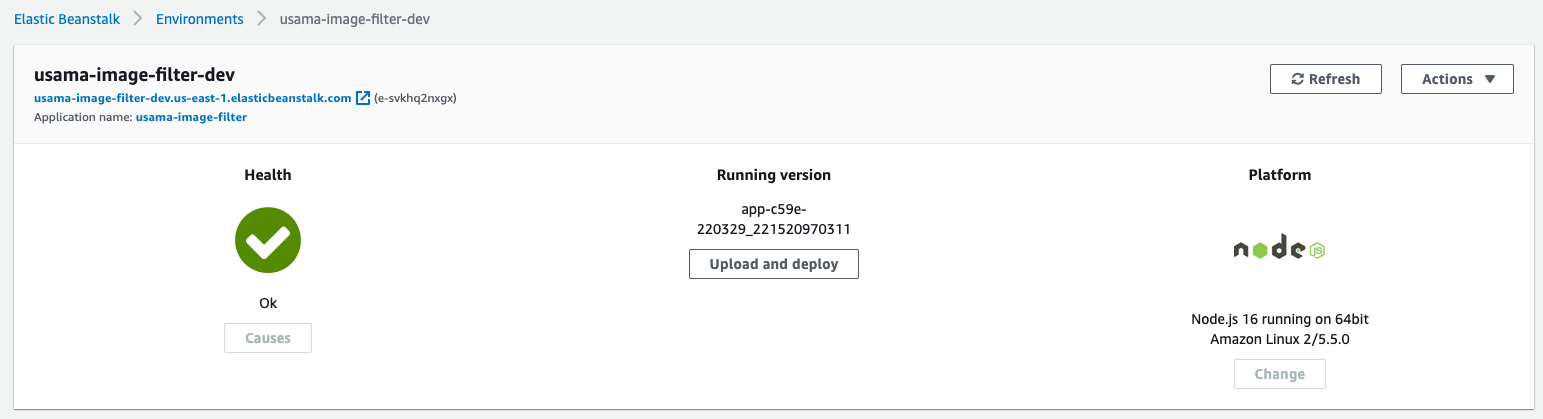 Elastic Beanstalk > Environments > usama-image-filter-dev
usama-image-filter-dev
usama-image-filter-dev.us-east-1.elasticbeanstalk.com (e-svkhq2nxgx)
Application name: usama-image-filter
Refresh
Actions
Health
Ok
Causes
Running version
app-c59e-
220329_221520970311
Upload and deploy
Platform
node JS
Node.js 16 running on 64bit
Amazon Linux 2/5.5.0
Change